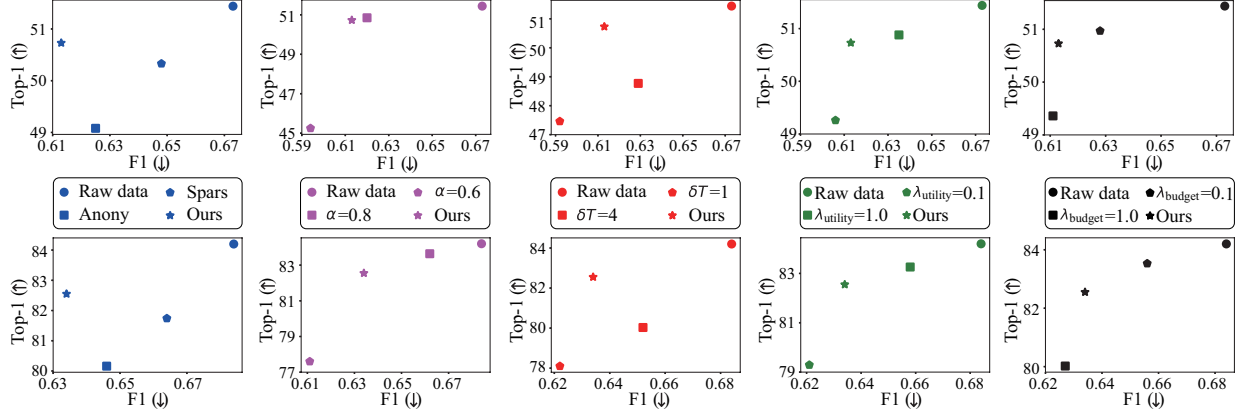 Top-1 (↑)
51
50
49
0.61 0.63 0.65 0.67
F1 (↓)
Top-1 (↑)
51
49
47
45
0.59 0.61 0.63 0.65 0.67
F1 (↓)
Top-1 (↑)
51
50
49
48
47
0.59 0.61 0.63 0.65 0.67
F1 (↓)
Top-1 (↑)
51
50
49
0.59 0.61 0.63 0.65 0.67
F1 (↓)
Top-1 (↑)
51
50
49
0.61 0.63 0.65 0.67
F1 (↓)
Raw data Spars
Anony Ours
Raw data α=0.6
α=0.8 Ours
Raw data δT=1
δT=4 Ours
Raw data λutility=0.1
λutility=1.0 Ours
Raw data λbudget=0.1
λbudget=1.0 Ours
Top-1 (↑)
84
83
82
81
80
0.63 0.65 0.67
F1 (↓)
Top-1 (↑)
83
81
79
77
0.61 0.63 0.65 0.67
F1 (↓)
Top-1 (↑)
84
82
80
78
0.62 0.64 0.66 0.68
F1 (↓)
Top-1 (↑)
83
81
79
0.62 0.64 0.66 0.68
F1 (↓)
Top-1 (↑)
84
83
82
81
80
0.62 0.64 0.66 0.68
F1 (↓)